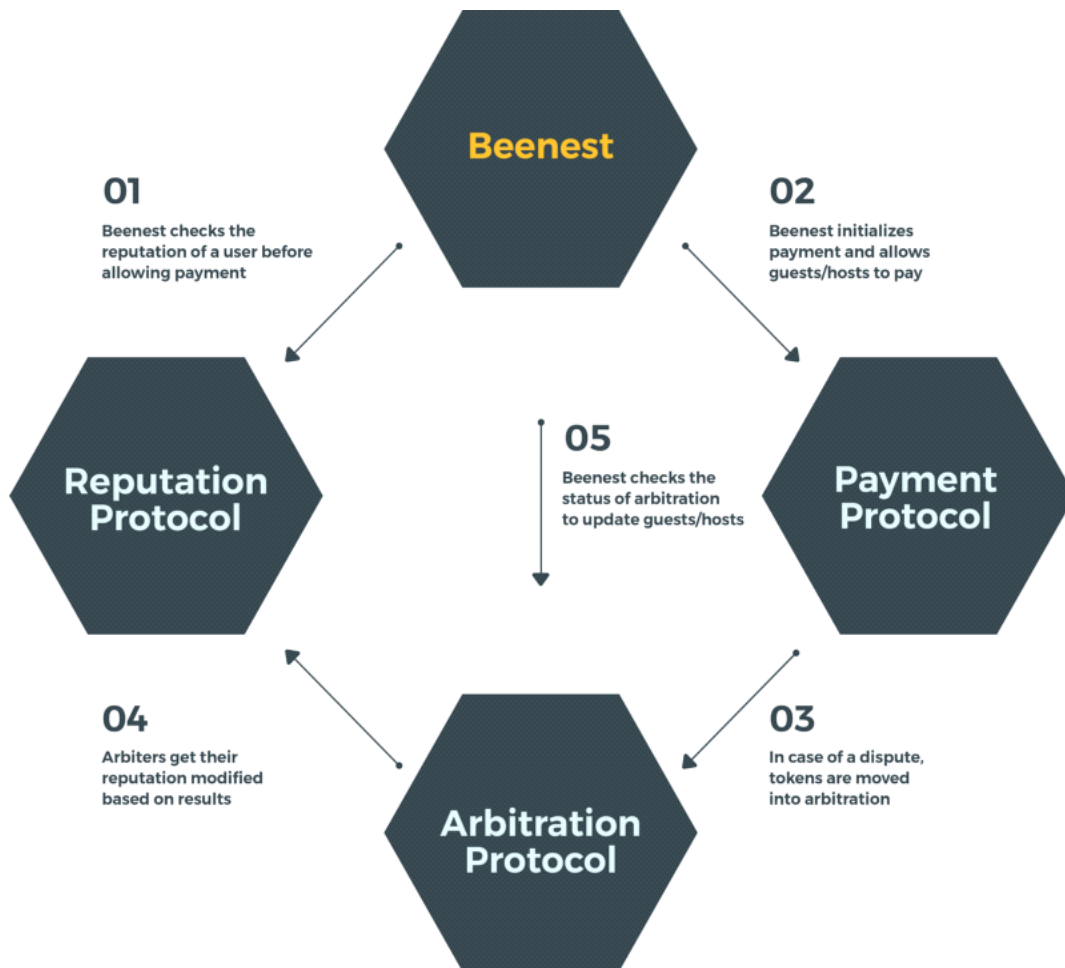 Beenest
01
Beenest checks the
reputation of a user before
allowing payment
02
Beenest initializes
payment and allows
guests/hosts to pay
Reputation
Protocol
05
Beenest checks the
status of arbitration
to update guests/hosts
Payment
Protocol
04
Arbiters get their
reputation modified
based on results
Arbitration
Protocol
03
In case of a dispute,
tokens are moved
into arbitration